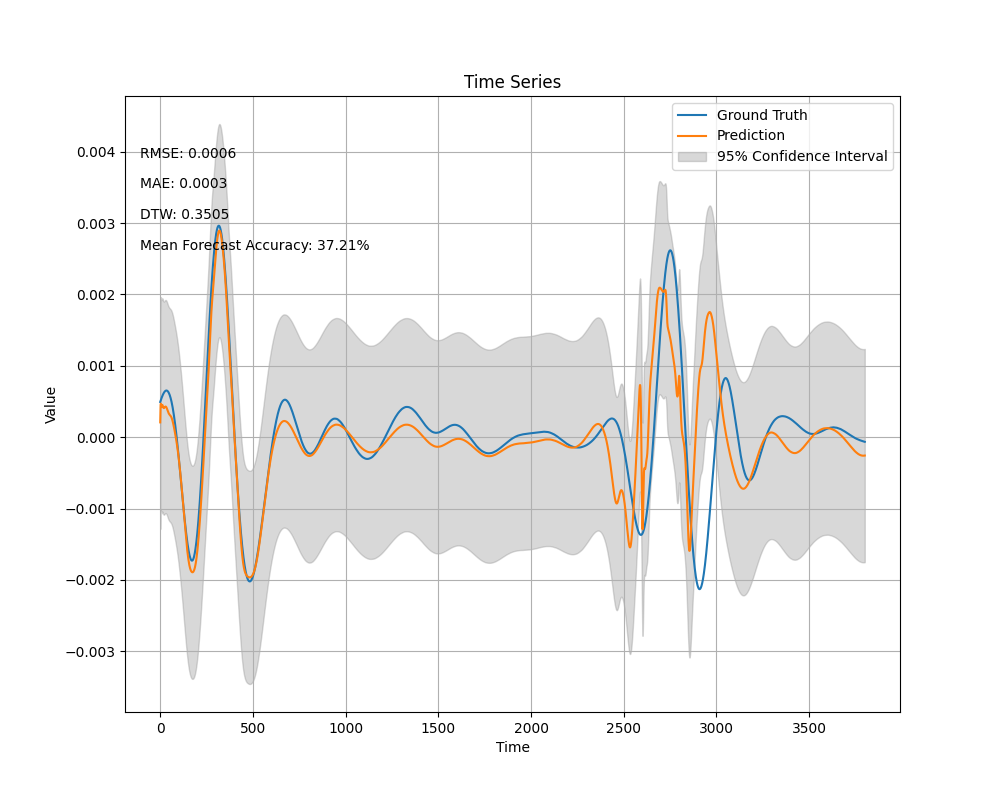 Time Series
Ground Truth
Prediction
95% Confidence Interval
RMSE: 0.0006
MAE: 0.0003
DTW: 0.3505
Mean Forecast Accuracy: 37.21%
Value
0.004
0.003
0.002
0.001
0.000
−0.001
−0.002
−0.003
0 500 1000 1500 2000 2500 3000 3500
Time